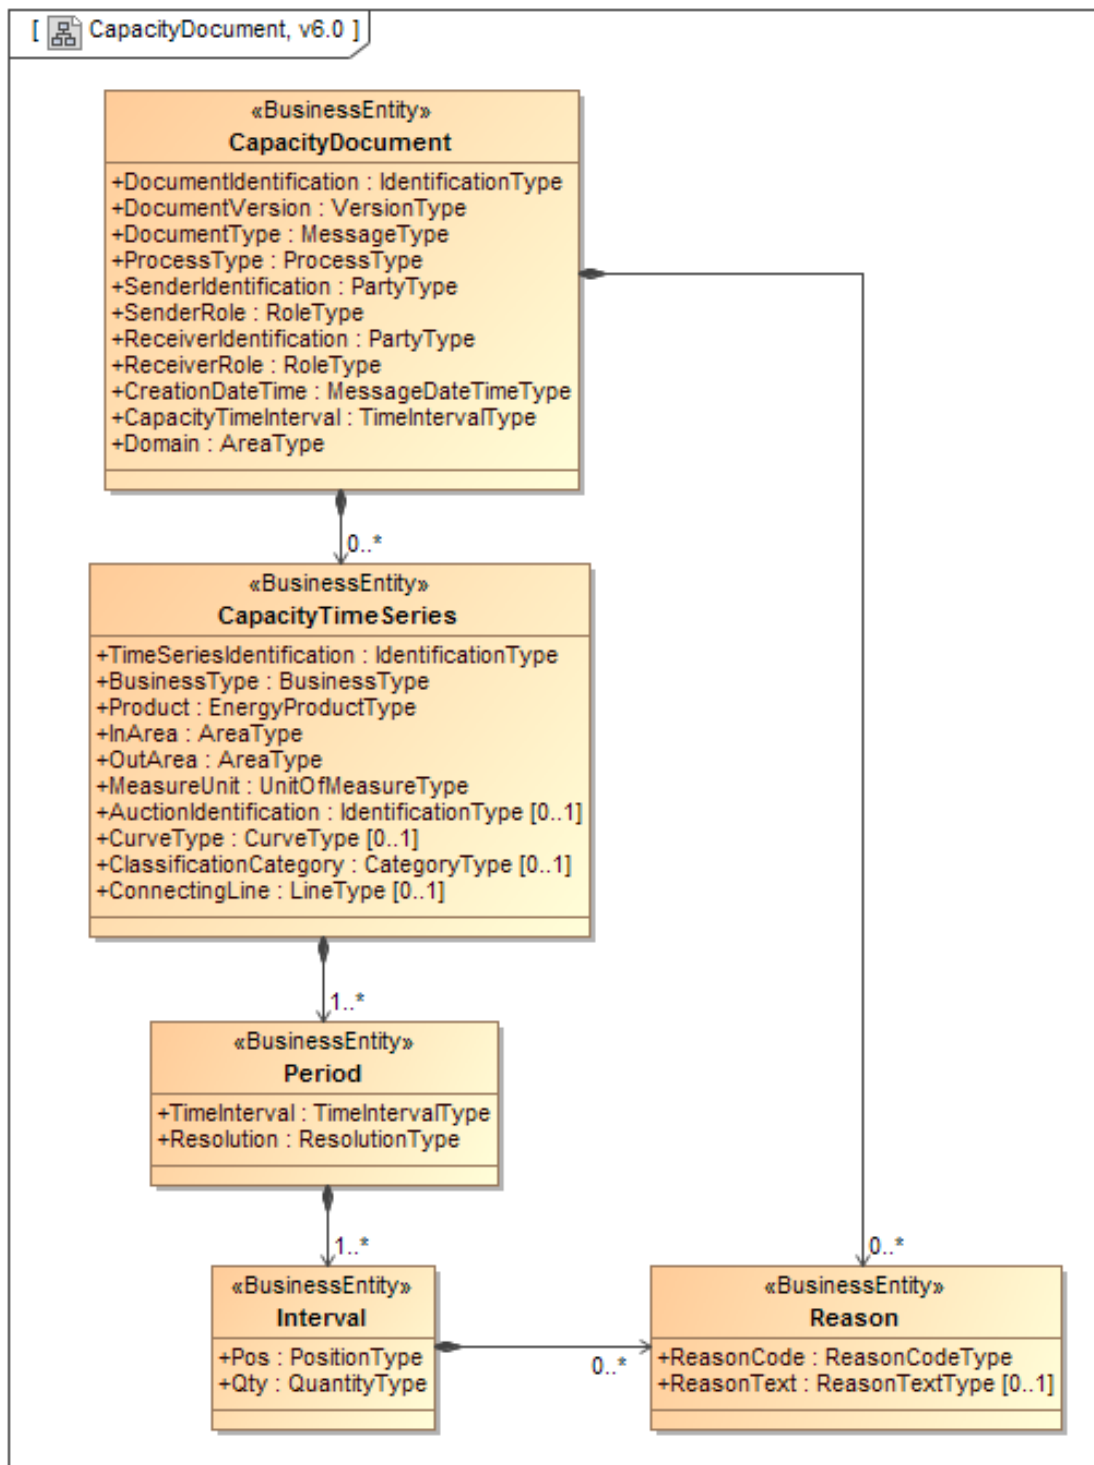 [ CapacityDocument, v6.0 ]
«BusinessEntity»
CapacityDocument
+DocumentIdentification : IdentificationType
+DocumentVersion : VersionType
+DocumentType : MessageType
+ProcessType : ProcessType
+SenderIdentification : PartyType
+SenderRole : RoleType
+ReceiverIdentification : PartyType
+ReceiverRole : RoleType
+CreationDateTime : MessageDateTimeType
+CapacityTimeInterval : TimeIntervalType
+Domain : AreaType
0..*
«BusinessEntity»
CapacityTimeSeries
+TimeSeriesIdentification : IdentificationType
+BusinessType : BusinessType
+Product : EnergyProductType
+InArea : AreaType
+OutArea : AreaType
+MeasureUnit : UnitOfMeasureType
+AuctionIdentification : IdentificationType [0..1]
+CurveType : CurveType [0..1]
+ClassificationCategory : CategoryType [0..1]
+ConnectingLine : LineType [0..1]
1..*
«BusinessEntity»
Period
+TimeInterval : TimeIntervalType
+Resolution : ResolutionType
1..*
0..*
«BusinessEntity»
Interval
+Pos : PositionType
+Qty : QuantityType
0..*
«BusinessEntity»
Reason
+ReasonCode : ReasonCodeType
+ReasonText : ReasonTextType [0..1]